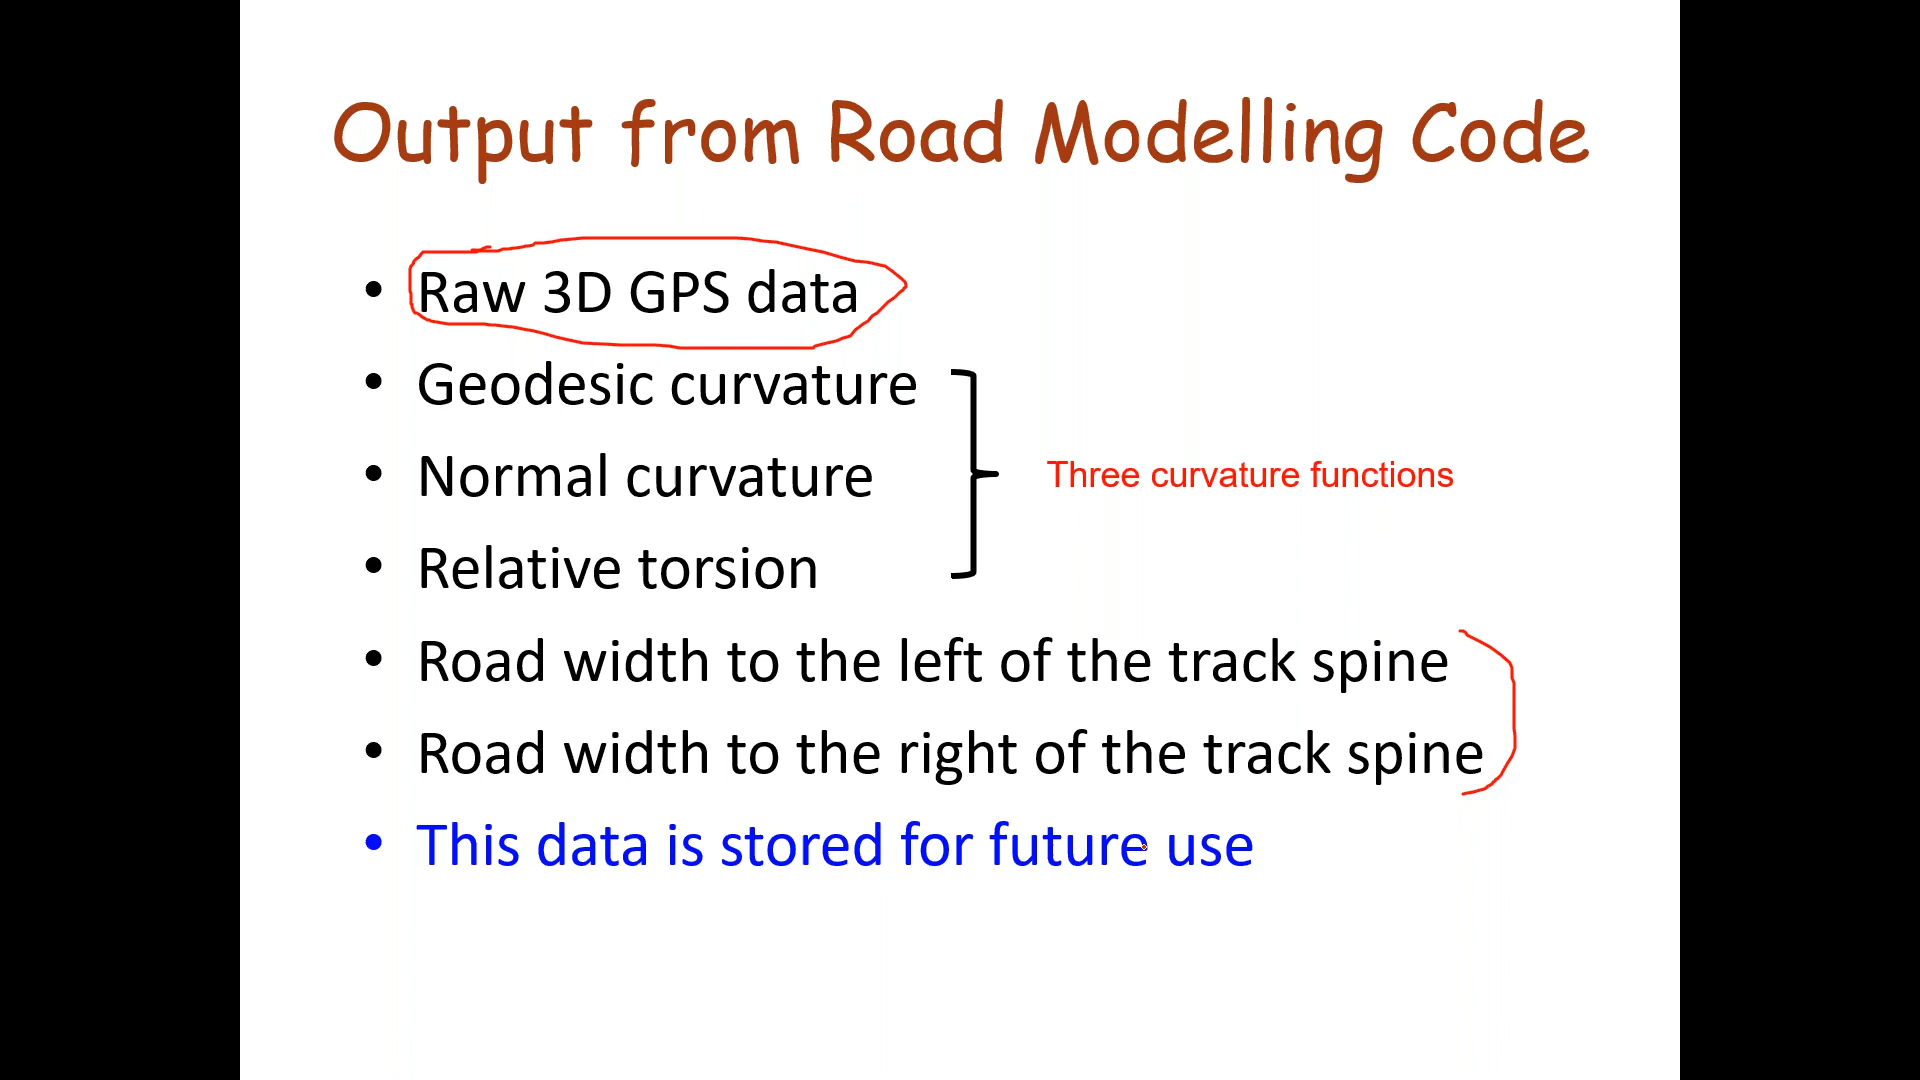 Output from Road Modelling Code
• Raw 3D GPS data
• Geodesic curvature
• Normal curvature
Three curvature functions
• Relative torsion
• Road width to the left of the track spine
• Road width to the right of the track spine
• This data is stored for future use